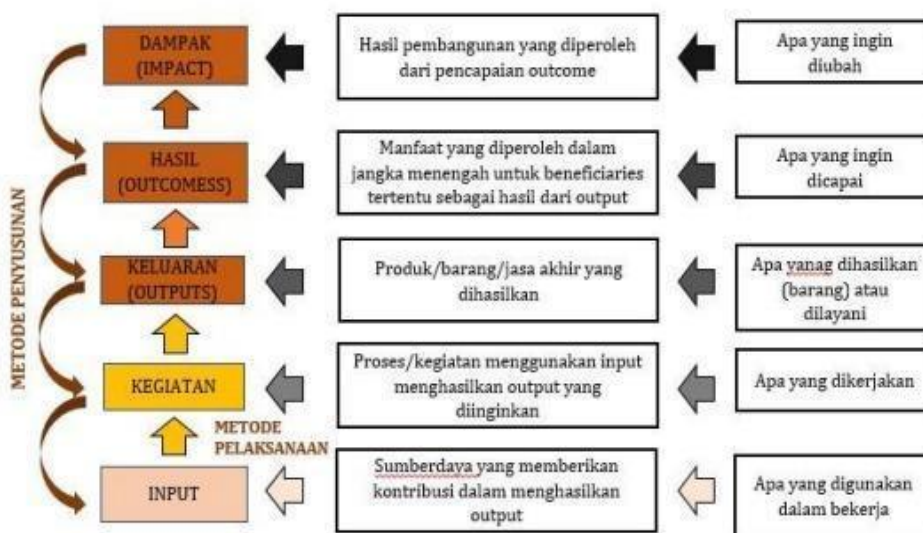 DAMPAK
(IMPACT)
Hasil pembangunan yang diperoleh
dari pencapaian outcome
Apa yang ingin
diubah
HASIL
(OUTCOMESS)
Manfaat yang diperoleh dalam
jangka menengah untuk beneficiaries
tertentu sebagai hasil dari output
Apa yang ingin
dicapai
METODE PENYUSUNAN
KELUARAN
(OUTPUTS)
Produk/barang/jasa akhir yang
dihasilkan
Apa yanag dihasilkan
(barang) atau
dilayani
KEGIATAN
Proses/kegiatan menggunakan input
menghasilkan output yang
diinginkan
Apa yang dikerjakan
METODE
PELAKSANAAN
INPUT
Sumberdaya yang memberikan
kontribusi dalam menghasilkan
output
Apa yang digunakan
dalam bekerja